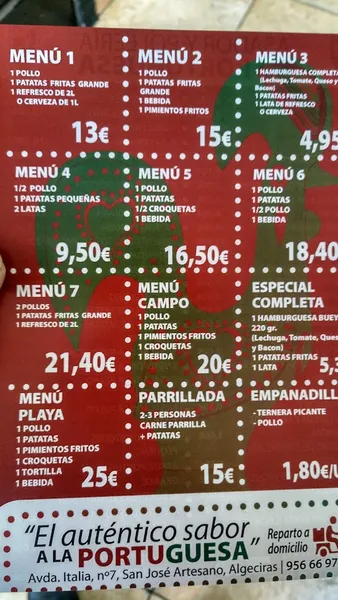 MENÚ 1
1 POLLO
1 PATATAS FRITAS GRANDE
1 REFRESCO DE 2L
O CERVEZA DE 1L
13€
MENÚ 2
1 POLLO
1 PATATAS FRITAS GRANDE
1 BEBIDA
1 PIMIENTOS FRITOS
15€
MENÚ 3
1 HAMBURGUESA COMPLETA
(Lechuga, Tomate, Queso y
Bacon)
1 PATATAS FRITAS
1 LATA DE REFRESCO
O CERVEZA
4,95
MENÚ 4
1/2 POLLO
1 PATATAS PEQUEÑAS
2 LATAS
9,50€
MENÚ 5
1 POLLO
1 PATATAS
1/2 CROQUETAS
1 BEBIDA
16,50€
MENÚ 6
1 POLLO
1 PATATAS
1/2 POLLO
1 BEBIDA
18,40
MENÚ 7
2 POLLOS
1 PATATAS FRITAS GRANDE
1 REFRESCO DE 2L
21,40€
MENÚ
CAMPO
1 POLLO
1 PATATAS
1 PIMIENTOS FRITOS
1 CROQUETAS
1 BEBIDA
20€
ESPECIAL
COMPLETA
1 HAMBURGUESA BUEY
220 gr.
(Lechuga, Tomate, Queso
y Bacon)
1 PATATAS FRITAS
1 LATA
5,
MENÚ
PLAYA
1 POLLO
1 PATATAS
1 PIMIENTOS FRITOS
1 CROQUETAS
1 TORTILLA
1 BEBIDA
25€
PARRILLADA
2-3 PERSONAS
CARNE PARRILLA
+ PATATAS
15€
EMPANADILL
- TERNERA PICANTE
- POLLO
1,80€/U
"El auténtico sabor
A LA PORTUGUESA"
Reparto a
domicilio
Avda. Italia, nº7, San José Artesano, Algeciras | 956 66 97